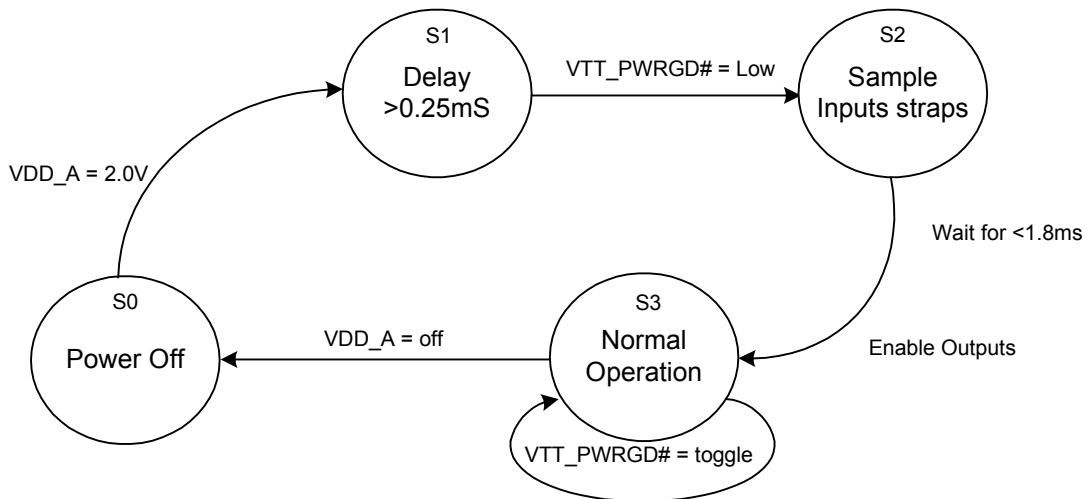 S1
Delay
>0.25mS
VTT_PWRGD# = Low
S2
Sample
Inputs straps
VDD_A = 2.0V
Wait for <1.8ms
S0
Power Off
VDD_A = off
S3
Normal
Operation
Enable Outputs
VTT_PWRGD# = toggle